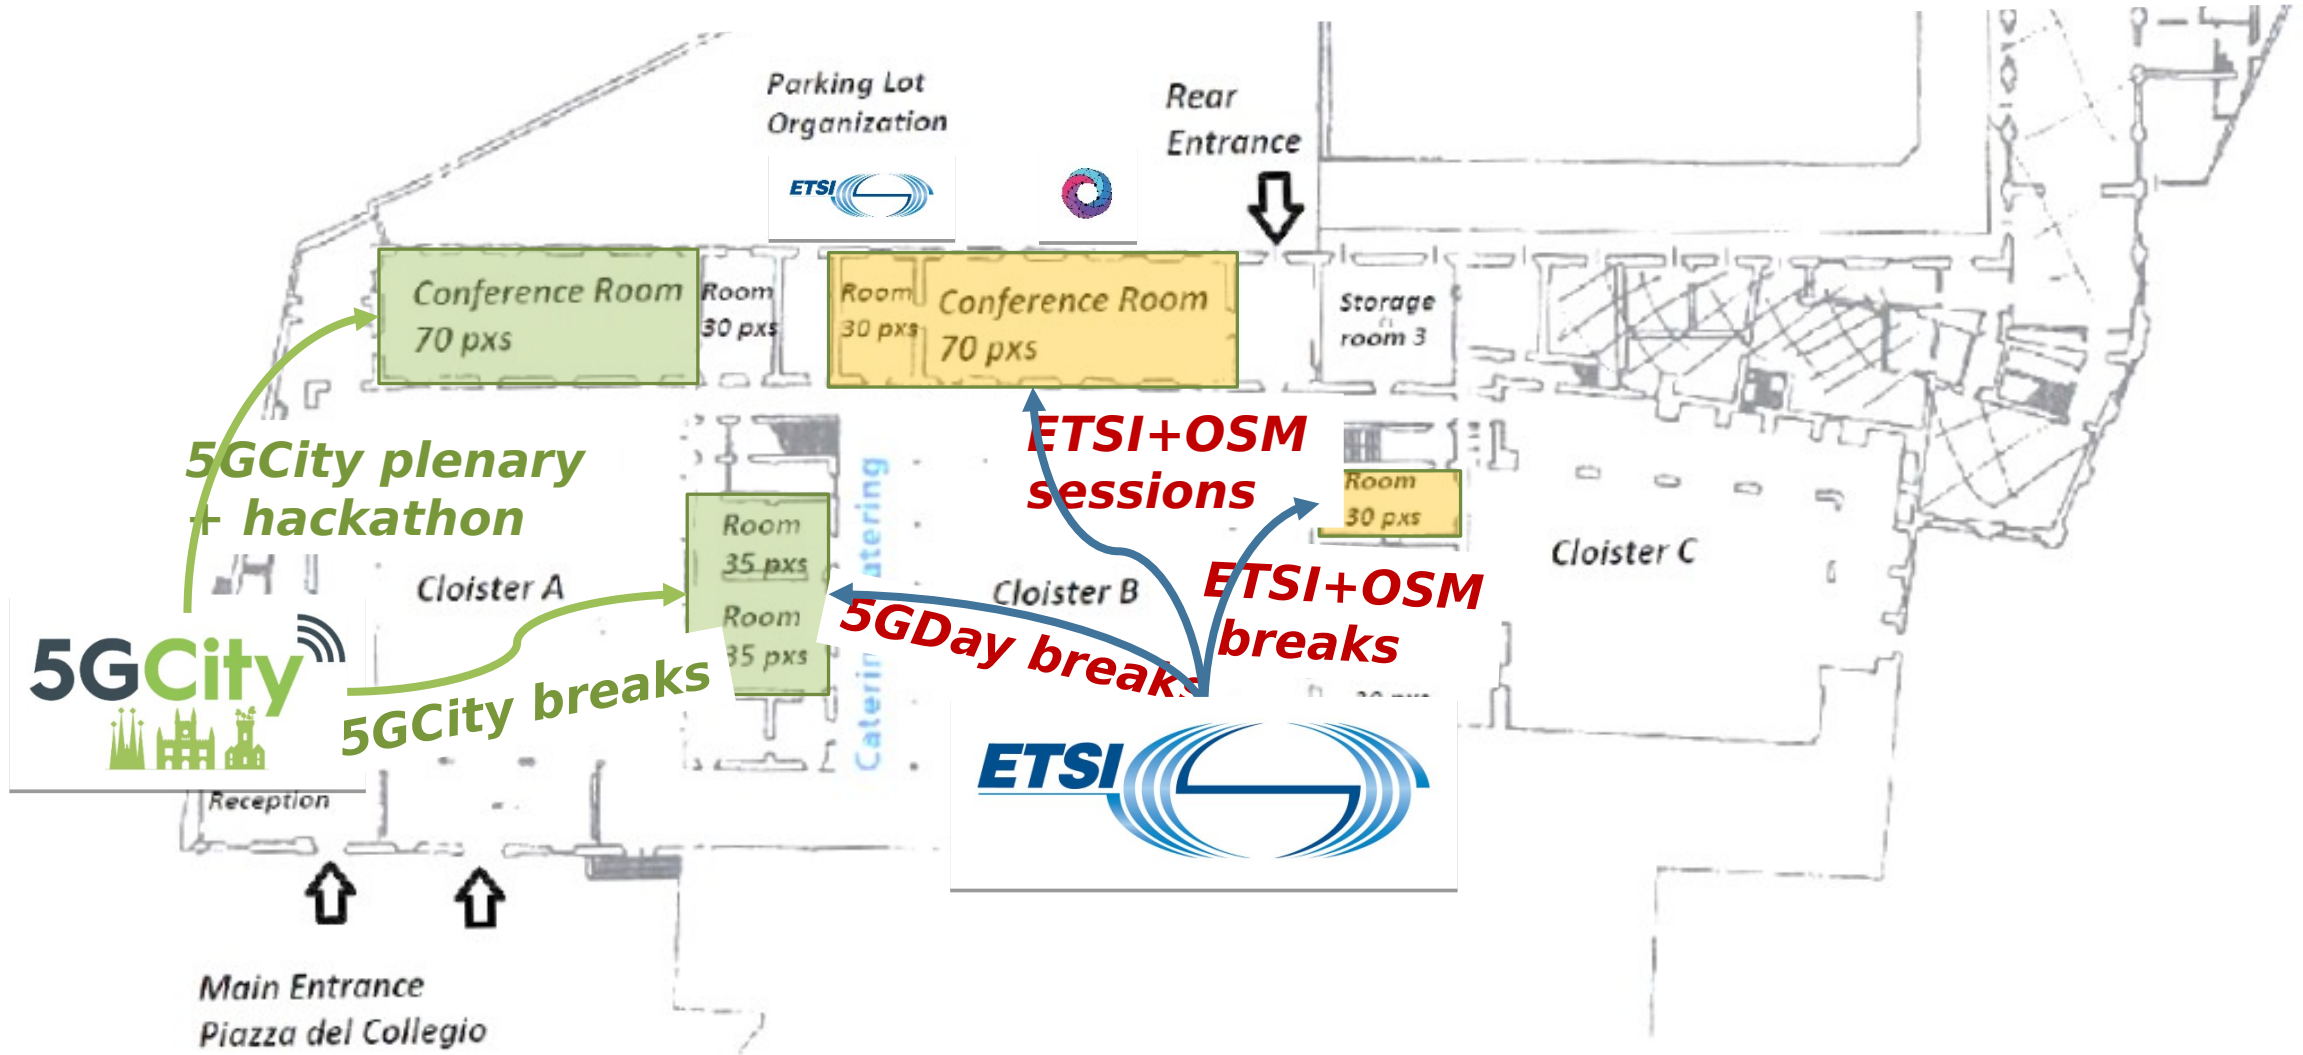 Parking Lot
Organization
Rear
Entrance
ETSI
Conference Room
70 pxs
Room
30 pxs
Room
30 pxs
Conference Room
70 pxs
Storage
room 3
5GCity plenary
+ hackathon
ETSI+OSM
sessions
Room
30 pxs
Room
35 pxs
Room
35 pxs
Catering
Cloister A
Cloister B
Cloister C
ETSI+OSM
breaks
5GDay breaks
5GCity
5GCity breaks
30 pxs
ETSI
Reception
Main Entrance
Piazza del Collegio